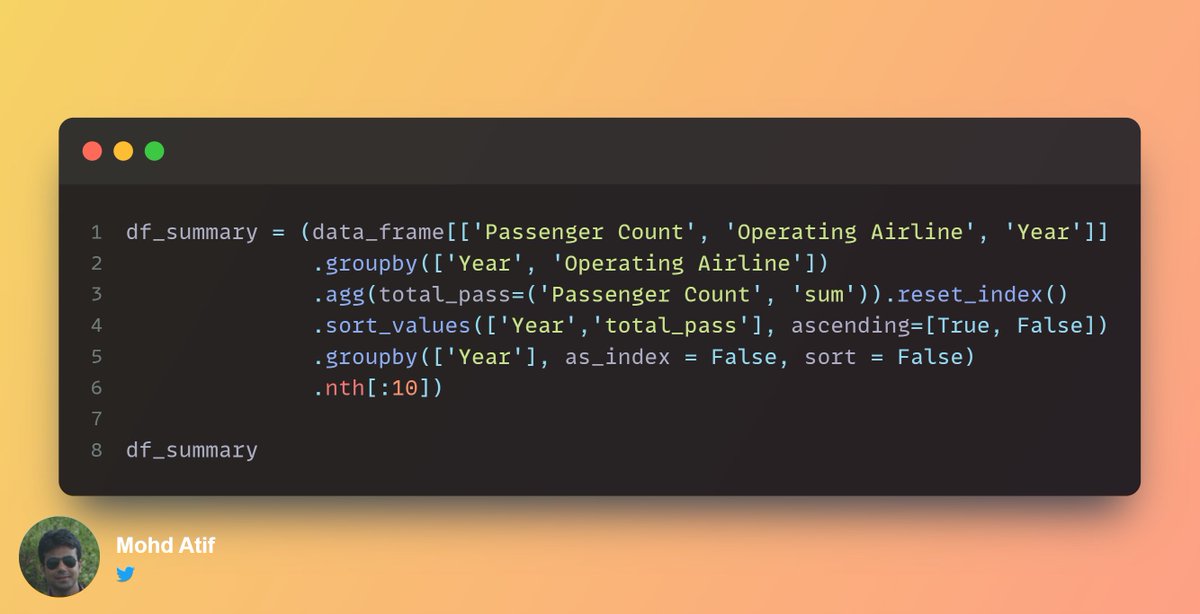 1 df_summary = (data_frame[['Passenger Count', 'Operating Airline', 'Year']]
2 .groupby(['Year', 'Operating Airline'])
3 .agg(total_pass=('Passenger Count', 'sum')).reset_index()
4 .sort_values(['Year','total_pass'], ascending=[True, False])
5 .groupby(['Year'], as_index = False, sort = False)
6 .nth[:10])
7
8 df_summary
Mohd Atif